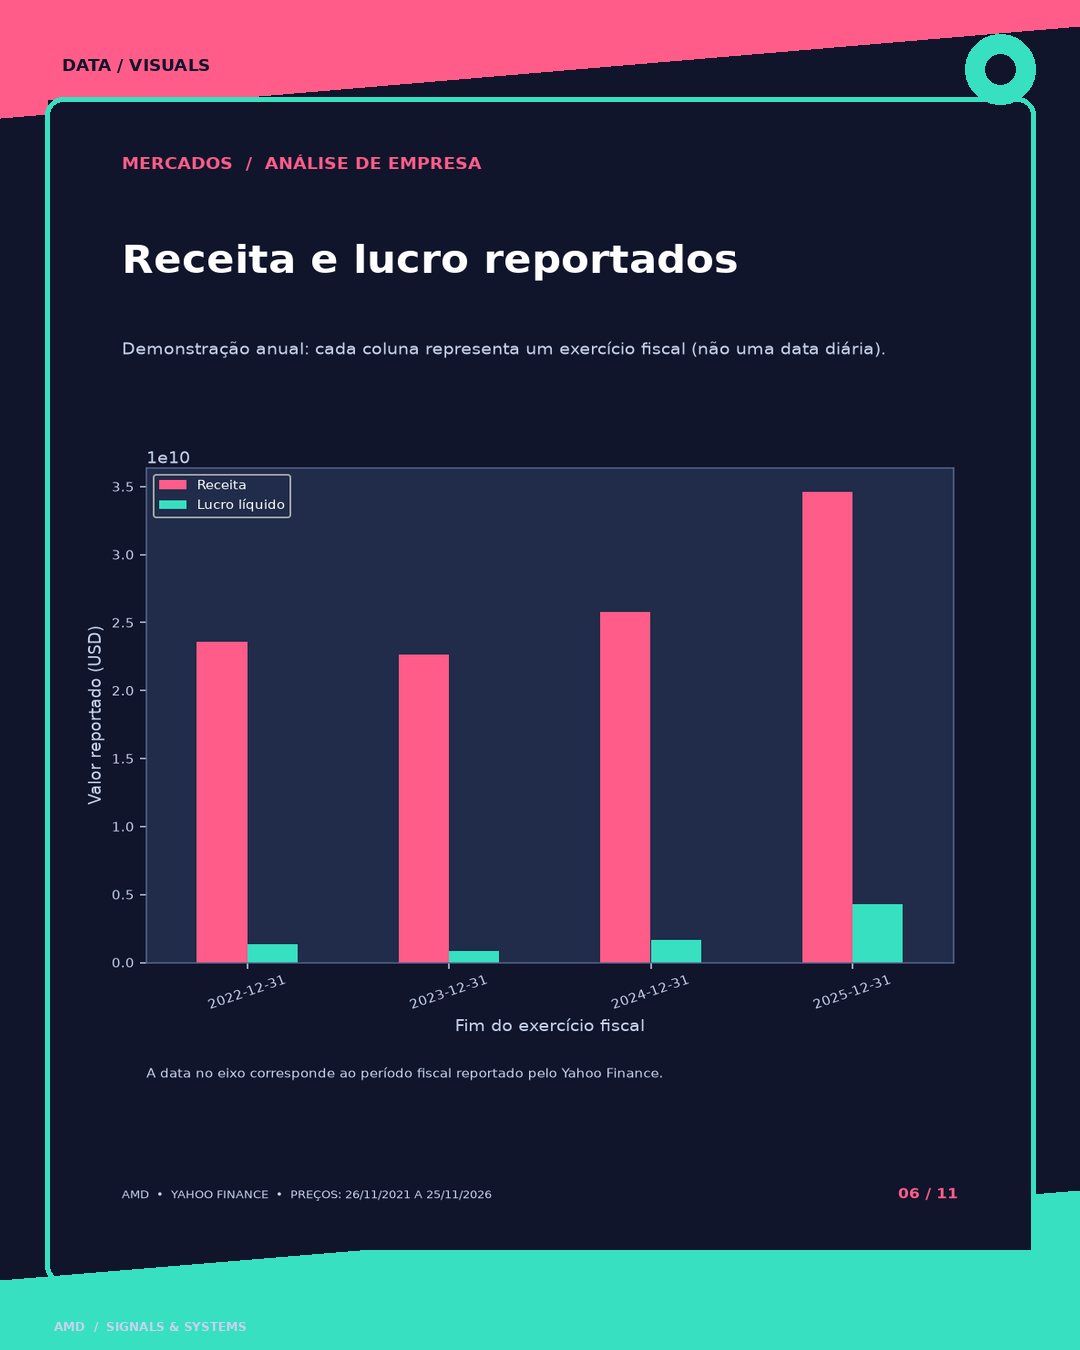 DATA / VISUALS
MERCADOS / ANÁLISE DE EMPRESA
Receita e lucro reportados
Demonstração anual: cada coluna representa um exercício fiscal (não uma data diária).
1e10
Receita
Lucro líquido
3.5
3.0
2.5
2.0
1.5
1.0
0.5
0.0
Valor reportado (USD)
2022-12-31
2023-12-31
2024-12-31
2025-12-31
Fim do exercício fiscal
A data no eixo corresponde ao período fiscal reportado pelo Yahoo Finance.
AMD • YAHOO FINANCE • PREÇOS: 26/11/2021 A 25/11/2026
06 / 11
AMD / SIGNALS & SYSTEMS